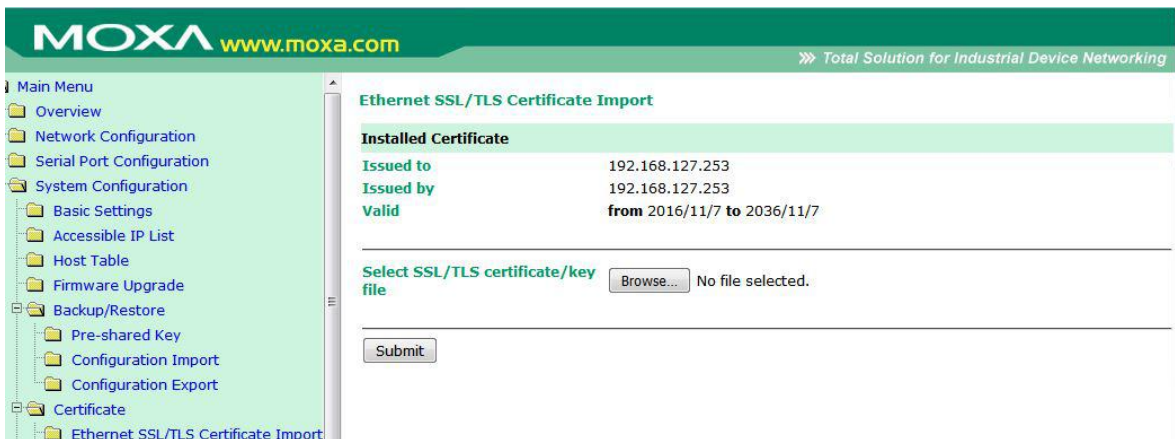 MOXA www.moxa.com
Total Solution for Industrial Device Networking
Main Menu
Overview
Network Configuration
Serial Port Configuration
System Configuration
Basic Settings
Accessible IP List
Host Table
Firmware Upgrade
Backup/Restore
Pre-shared Key
Configuration Import
Configuration Export
Certificate
Ethernet SSL/TLS Certificate Import
Ethernet SSL/TLS Certificate Import
Installed Certificate
Issued to 192.168.127.253
Issued by 192.168.127.253
Valid from 2016/11/7 to 2036/11/7
Select SSL/TLS certificate/key
file
Browse... No file selected.
Submit